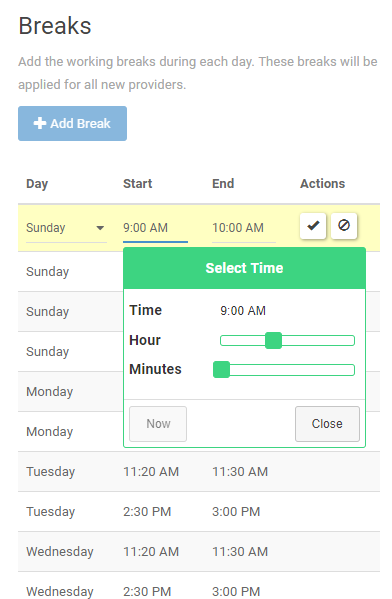 Breaks
Add the working breaks during each day. These breaks will be
applied for all new providers.
Add Break
Day Start End Actions
Sunday 9:00 AM 10:00 AM
Sunday
Select Time
Sunday
Time 9:00 AM
Hour
Sunday
Minutes
Monday
Now Close
Monday
Tuesday 11:20 AM 11:30 AM
Tuesday 2:30 PM 3:00 PM
Wednesday 11:20 AM 11:30 AM
Wednesday 2:30 PM 3:00 PM